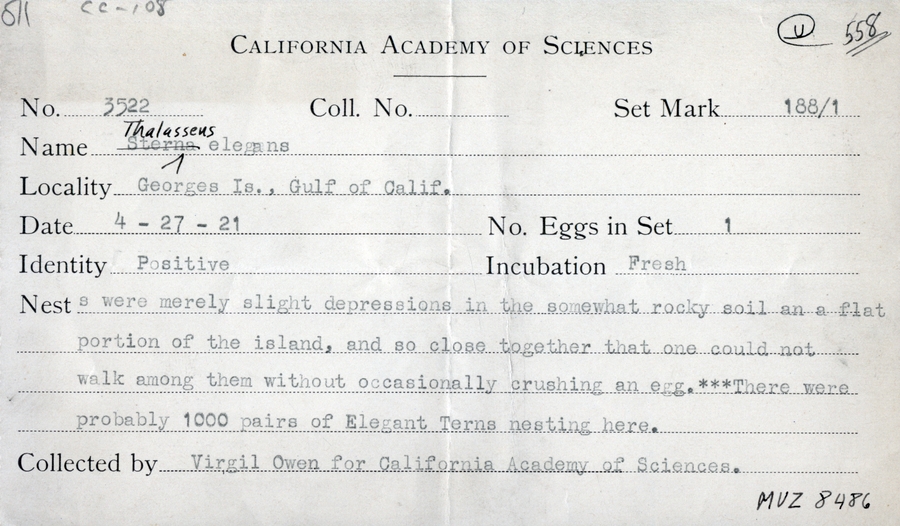 CC-108
U 558
CALIFORNIA ACADEMY OF SCIENCES
No. 3522 Coll. No. Set Mark 188/1
Thalasseus
Name Sterna elegans
Locality Georges Is., Gulf of Calif.
Date 4 - 27 - 21 No. Eggs in Set 1
Identity Positive Incubation Fresh
Nest s were merely slight depressions in the somewhat rocky soil an a flat
portion of the island, and so close together that one could not
walk among them without occasionally crushing an egg.***There were
probably 1000 pairs of Elegant Terns nesting here.
Collected by Virgil Owen for California Academy of Sciences.
MVZ 8486